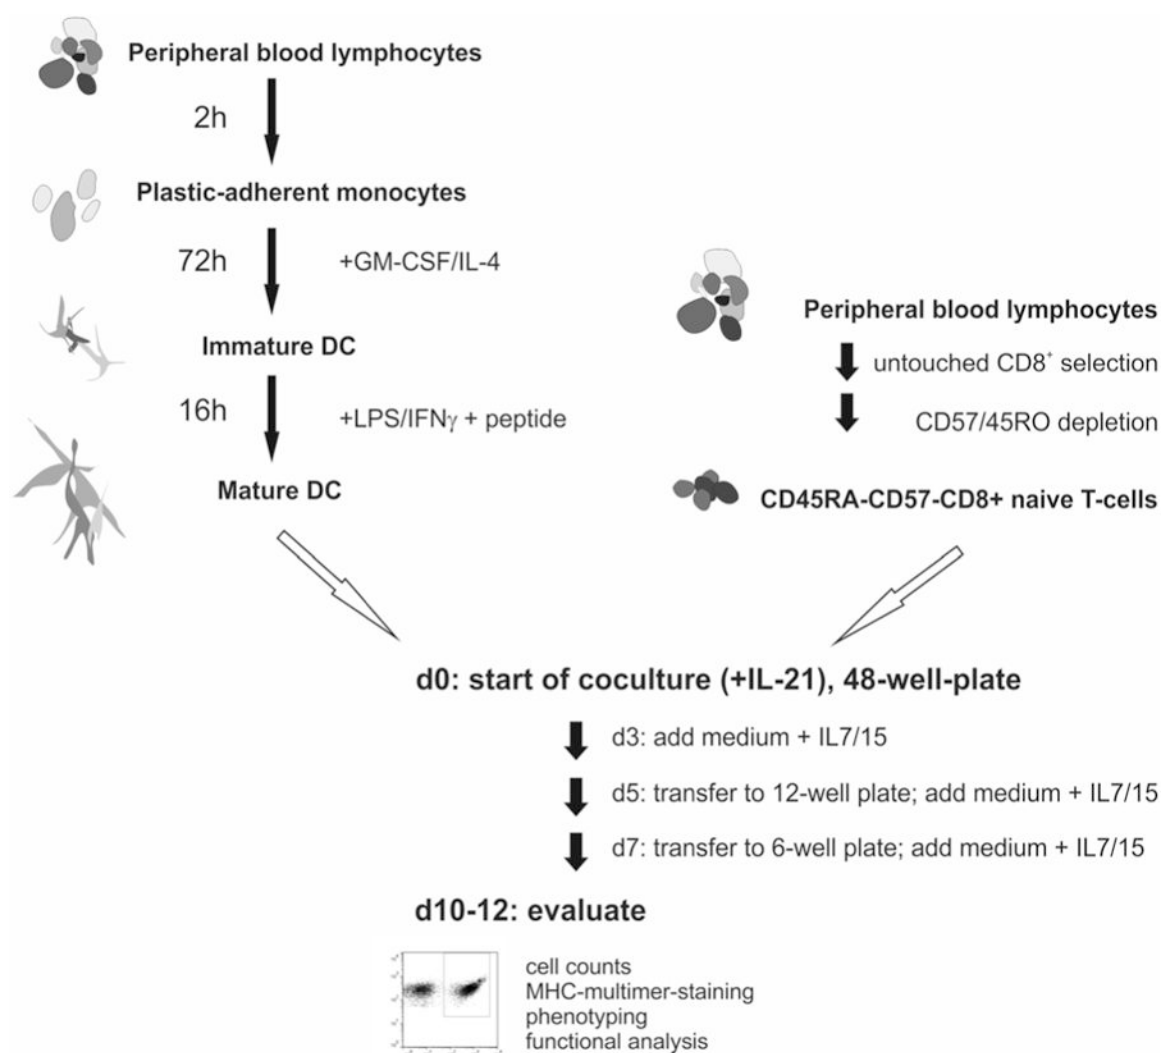 Peripheral blood lymphocytes
2h
Plastic-adherent monocytes
72h
+GM-CSF/IL-4
Immature DC
16h
+LPS/IFNγ + peptide
Mature DC
Peripheral blood lymphocytes
untouched CD8⁺ selection
CD57/45RO depletion
CD45RA-CD57-CD8+ naive T-cells
d0: start of coculture (+IL-21), 48-well-plate
d3: add medium + IL7/15
d5: transfer to 12-well plate; add medium + IL7/15
d7: transfer to 6-well plate; add medium + IL7/15
d10-12: evaluate
cell counts
MHC-multimer-staining
phenotyping
functional analysis